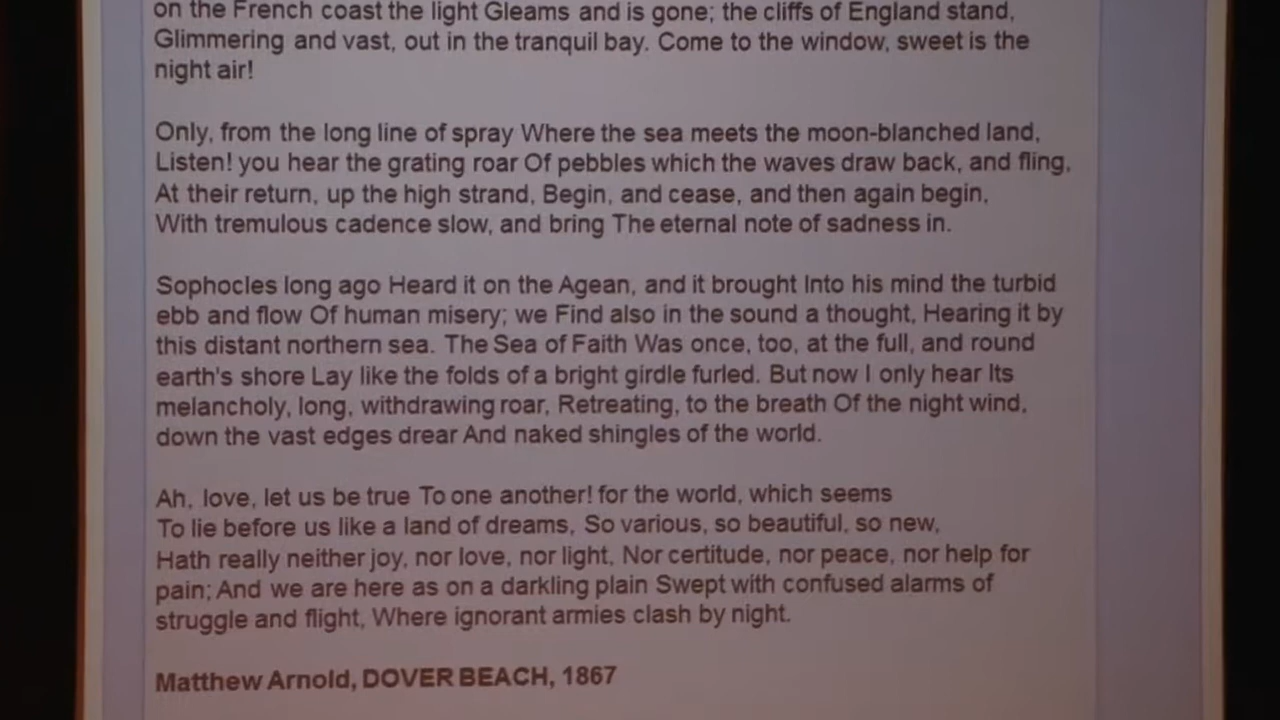 on the French coast the light Gleams and is gone; the cliffs of England stand,
Glimmering and vast, out in the tranquil bay. Come to the window, sweet is the
night air!
Only, from the long line of spray Where the sea meets the moon-blanched land,
Listen! you hear the grating roar Of pebbles which the waves draw back, and fling,
At their return, up the high strand, Begin, and cease, and then again begin,
With tremulous cadence slow, and bring The eternal note of sadness in.
Sophocles long ago Heard it on the Agean, and it brought Into his mind the turbid
ebb and flow Of human misery; we Find also in the sound a thought, Hearing it by
this distant northern sea. The Sea of Faith Was once, too, at the full, and round
earth's shore Lay like the folds of a bright girdle furled. But now I only hear Its
melancholy, long, withdrawing roar, Retreating, to the breath Of the night wind,
down the vast edges drear And naked shingles of the world.
Ah, love, let us be true To one another! for the world, which seems
To lie before us like a land of dreams, So various, so beautiful, so new,
Hath really neither joy, nor love, nor light, Nor certitude, nor peace, nor help for
pain; And we are here as on a darkling plain Swept with confused alarms of
struggle and flight, Where ignorant armies clash by night.
Matthew Arnold, DOVER BEACH, 1867